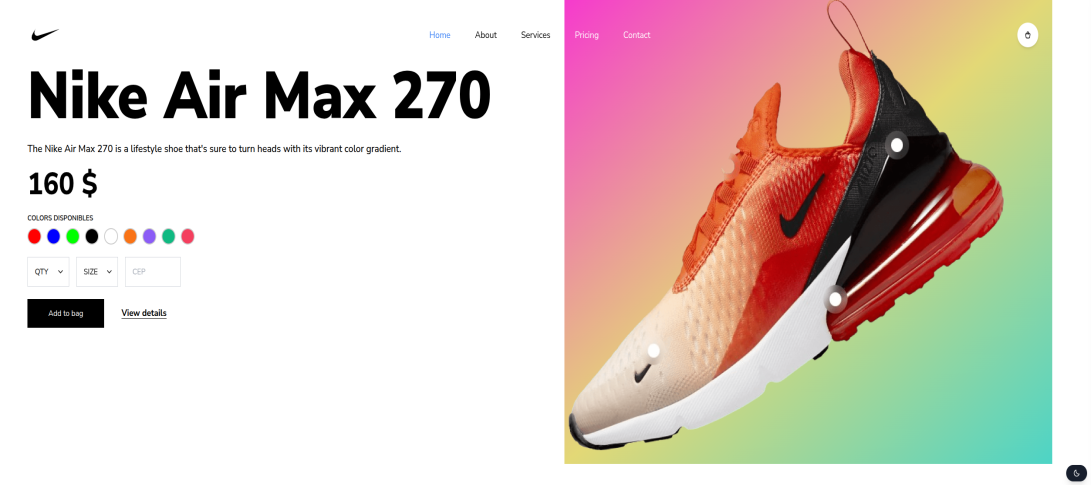 Home About Services Pricing Contact
Nike Air Max 270
The Nike Air Max 270 is a lifestyle shoe that's sure to turn heads with its vibrant color gradient.
160 $
COLORS DISPONIBLES
QTY SIZE CEP
Add to bag View details